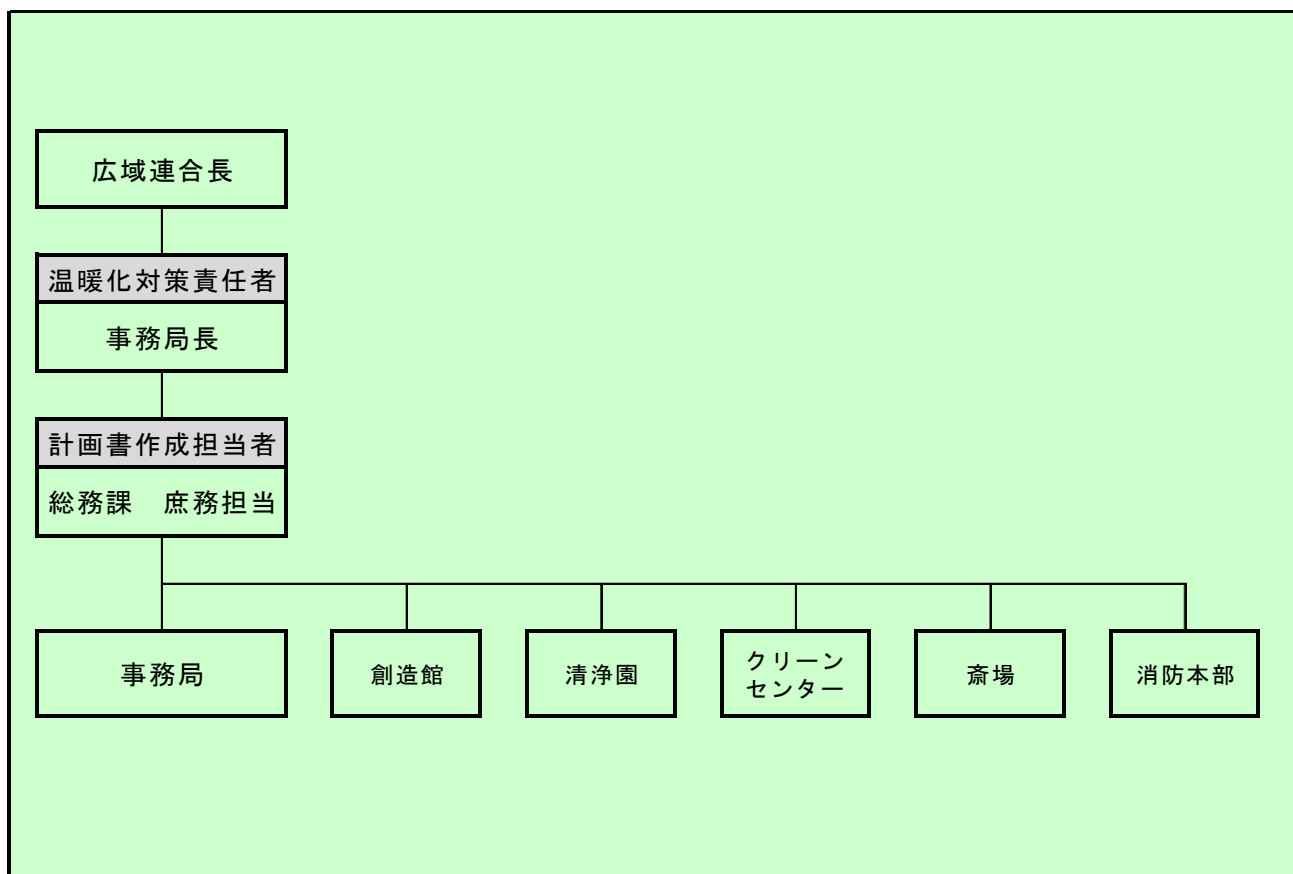 広域連合長
温暖化対策責任者
事務局長
計画書作成担当者
総務課　庶務担当
事務局
創造館
清浄園
クリーン
センター
斎場
消防本部